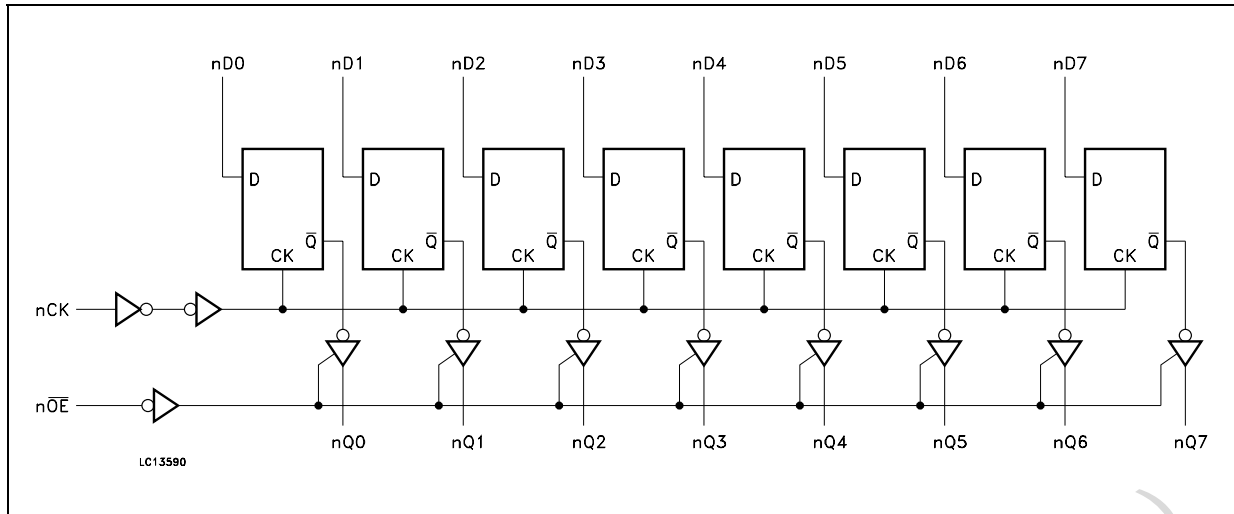 nD0 nD1 nD2 nD3 nD4 nD5 nD6 nD7
D D D D D D D D
Q̅ Q̅ Q̅ Q̅ Q̅ Q̅ Q̅ Q̅
CK CK CK CK CK CK CK CK
nCK
nO̅E̅
nQ0 nQ1 nQ2 nQ3 nQ4 nQ5 nQ6 nQ7
LC13590